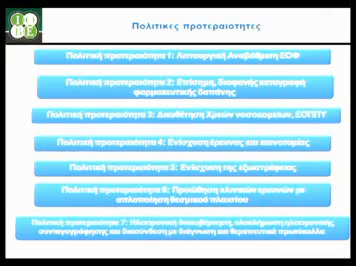 Πολιτικες προτεραιοτητες
Πολιτική προτεραιότητα 1: Λειτουργική Αναβάθμιση ΕΟΦ
Πολιτική προτεραιότητα 2: Επίσημη, διαφανής καταγραφή
φαρμακευτικής δαπάνης
Πολιτική προτεραιότητα 3: Διευθέτηση Χρεών νοσοκομείων, ΕΟΠΥΥ
Πολιτική προτεραιότητα 4: Ενίσχυση έρευνας και καινοτομίας
Πολιτική προτεραιότητα 5: Ενίσχυση της εξωστρέφειας
Πολιτική προτεραιότητα 6: Προώθηση κλινικών ερευνών με
απλοποίηση θεσμικού πλαισίου
Πολιτική προτεραιότητα 7: Ηλεκτρονική διακυβέρνηση, ολοκλήρωση ηλεκτρονικής
συνταγογράφησης και διασύνδεση με διάγνωση και θεραπευτικά πρωτόκολλα